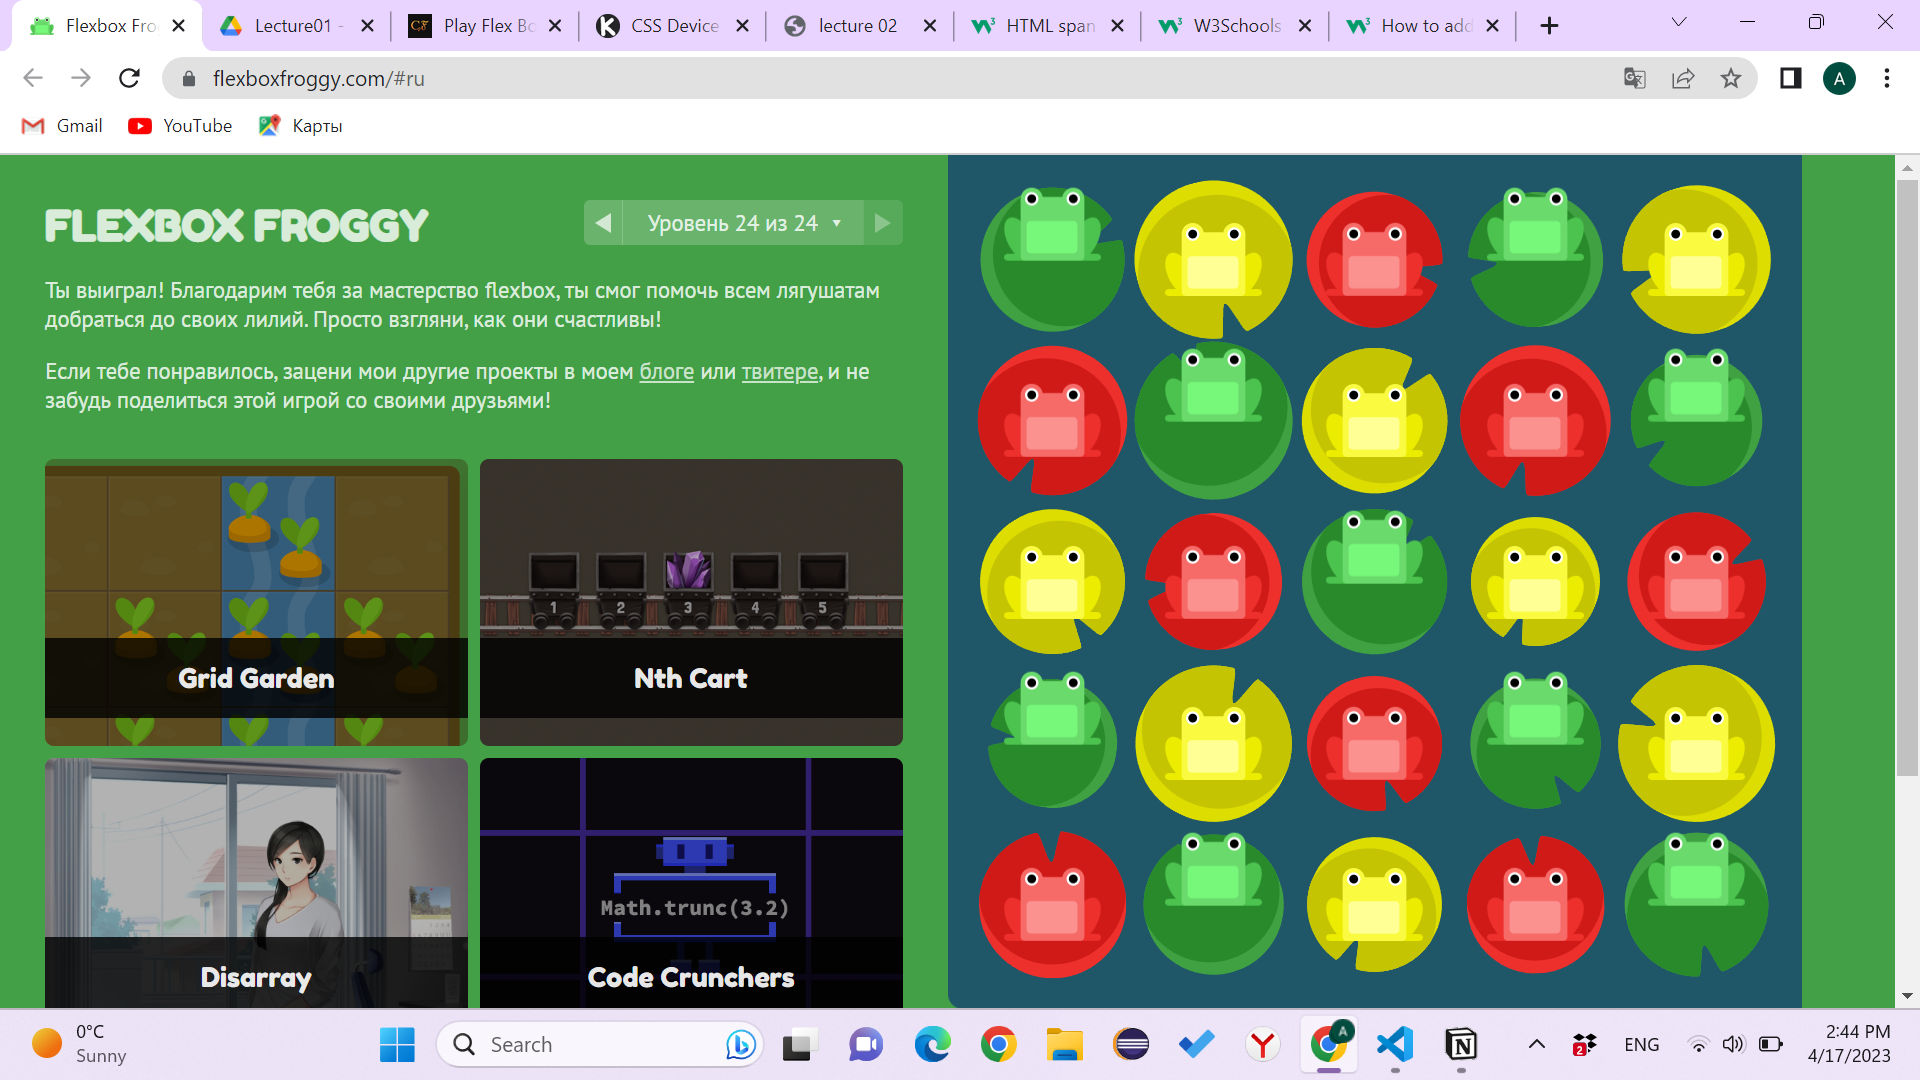 Flexbox Fro
Lecture01 -
Play Flex Bo
CSS Device
lecture 02
HTML span
W3Schools
How to add
flexboxfroggy.com/#ru
A
Gmail
YouTube
Карты
FLEXBOX FROGGY
Уровень 24 из 24
Ты выиграл! Благодарим тебя за мастерство flexbox, ты смог помочь всем лягушатам
добраться до своих лилий. Просто взгляни, как они счастливы!
Если тебе понравилось, зацени мои другие проекты в моем блоге или твитере, и не
забудь поделиться этой игрой со своими друзьями!
Grid Garden
1 2 3 4 5
Nth Cart
Disarray
Math.trunc(3.2)
Code Crunchers
0°C
Sunny
Search
A
2
ENG
2:44 PM
4/17/2023